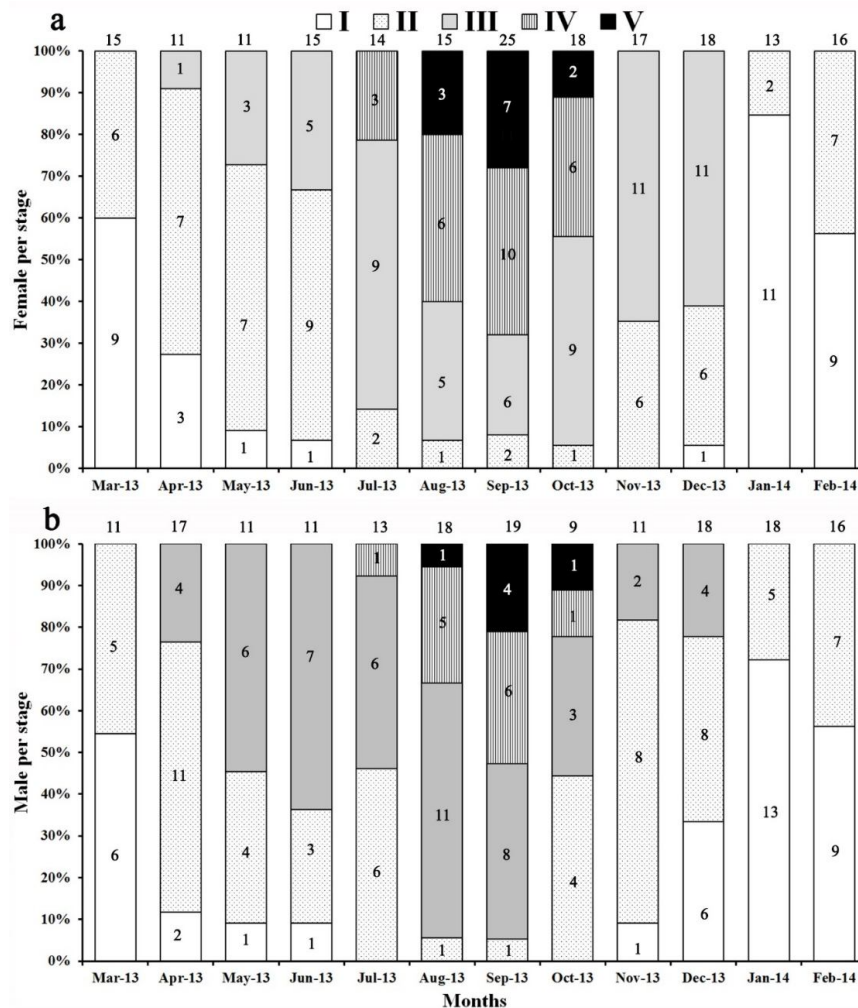 I II III IV V
a
15 11 11 15 14 15 25 18 17 18 13 16
100%
90%
80%
70%
60%
50%
40%
30%
20%
10%
0%
Female per stage
6 9
1 7 3
3 7 1
5 9 1
3 9 2
3 6 5 1
7 10 6 2
2 6 9 1
11 6
11 6 1
2 11
7 9
Mar-13 Apr-13 May-13 Jun-13 Jul-13 Aug-13 Sep-13 Oct-13 Nov-13 Dec-13 Jan-14 Feb-14
b
11 17 11 11 13 18 19 9 11 18 18 16
100%
90%
80%
70%
60%
50%
40%
30%
20%
10%
0%
Male per stage
5 6
4 11 2
6 4 1
7 3 1
1 6 6
1 5 11 1
4 6 8 1
1 1 3 4
2 8 1
4 8 6
5 13
7 9
Mar-13 Apr-13 May-13 Jun-13 Jul-13 Aug-13 Sep-13 Oct-13 Nov-13 Dec-13 Jan-14 Feb-14
Months